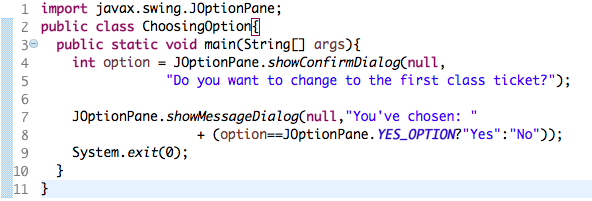 1 import javax.swing.JOptionPane;
2 public class ChoosingOption{
3 public static void main(String[] args){
4 int option = JOptionPane.showConfirmDialog(null,
5 "Do you want to change to the first class ticket?");
6
7 JOptionPane.showMessageDialog(null,"You've chosen: "
8 + (option==JOptionPane.YES_OPTION?"Yes":"No"));
9 System.exit(0);
10 }
11 }